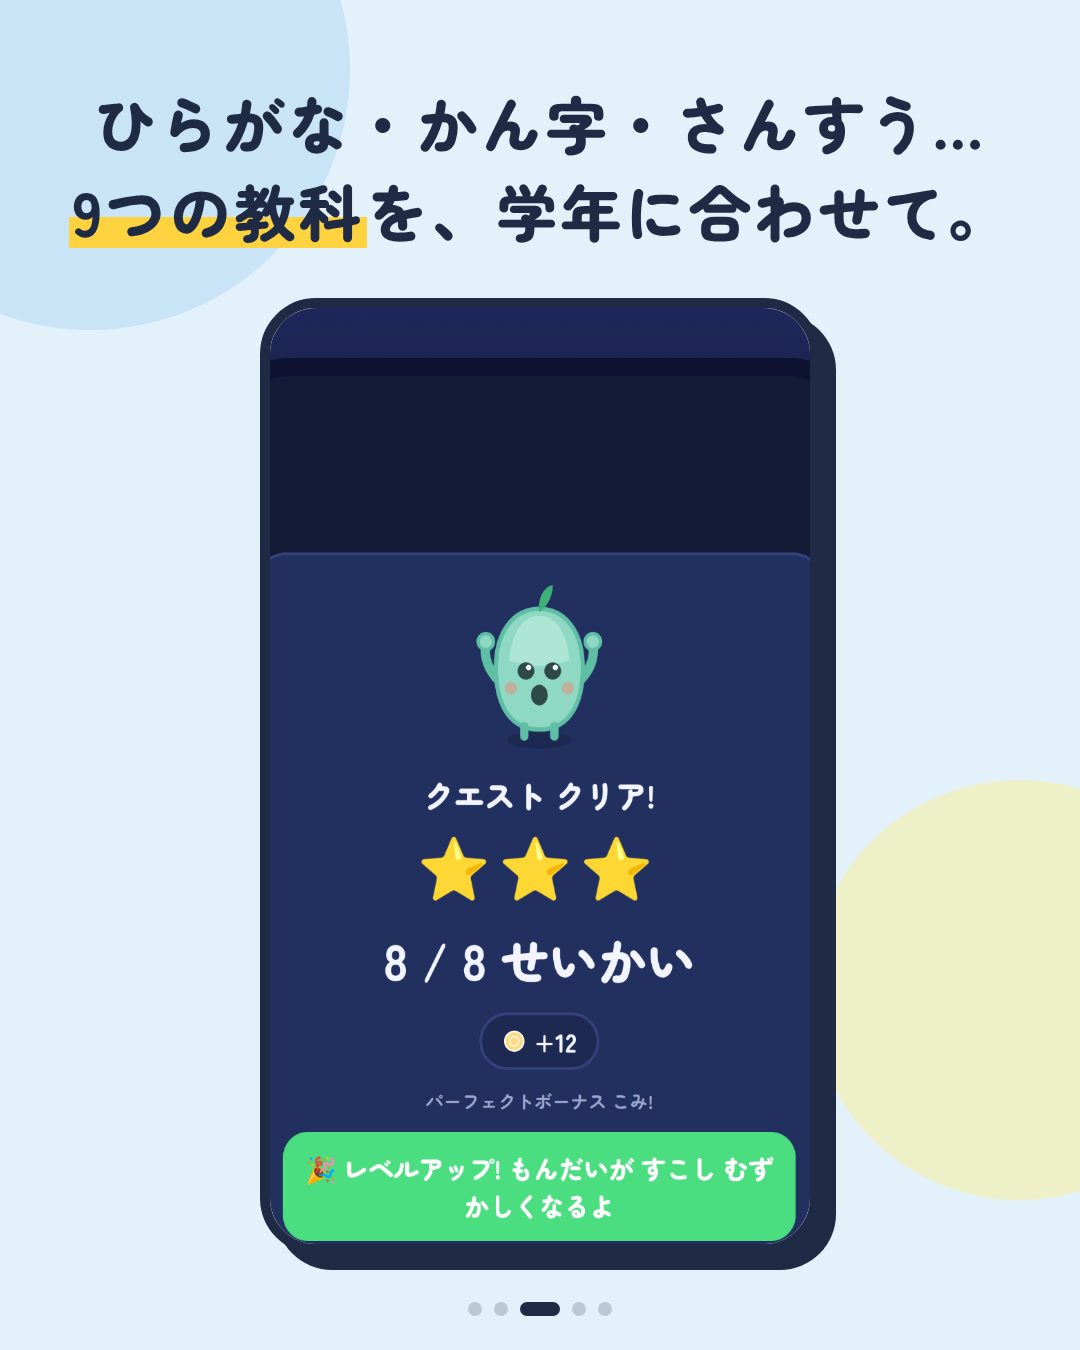 ひらがな・かん字・さんすう...
9つの教科を、学年に合わせて。
クエスト クリア!
8 / 8 せいかい
+12
パーフェクトボーナス こみ!
🎉 レベルアップ! もんだいが すこし むず
かしくなるよ